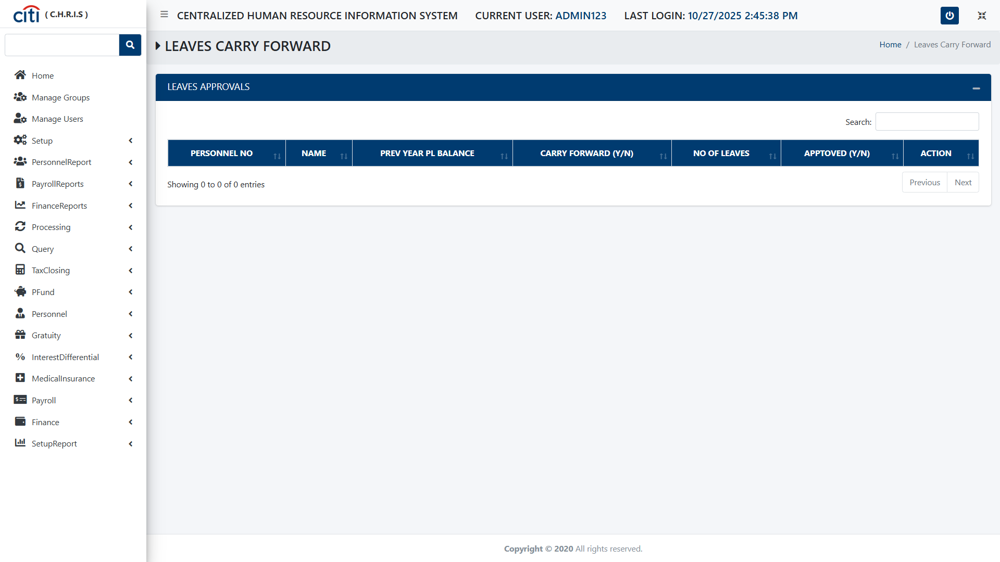 citi ( C.H.R.I.S )
CENTRALIZED HUMAN RESOURCE INFORMATION SYSTEM CURRENT USER: ADMIN123 LAST LOGIN: 10/27/2025 2:45:38 PM
LEAVES CARRY FORWARD
Home / Leaves Carry Forward
Home
Manage Groups
Manage Users
Setup
PersonnelReport
PayrollReports
FinanceReports
Processing
Query
TaxClosing
PFund
Personnel
Gratuity
InterestDifferential
MedicalInsurance
Payroll
Finance
SetupReport
LEAVES APPROVALS
Search:
PERSONNEL NO NAME PREV YEAR PL BALANCE CARRY FORWARD (Y/N) NO OF LEAVES APPTOVED (Y/N) ACTION
Showing 0 to 0 of 0 entries
Previous Next
Copyright © 2020 All rights reserved.